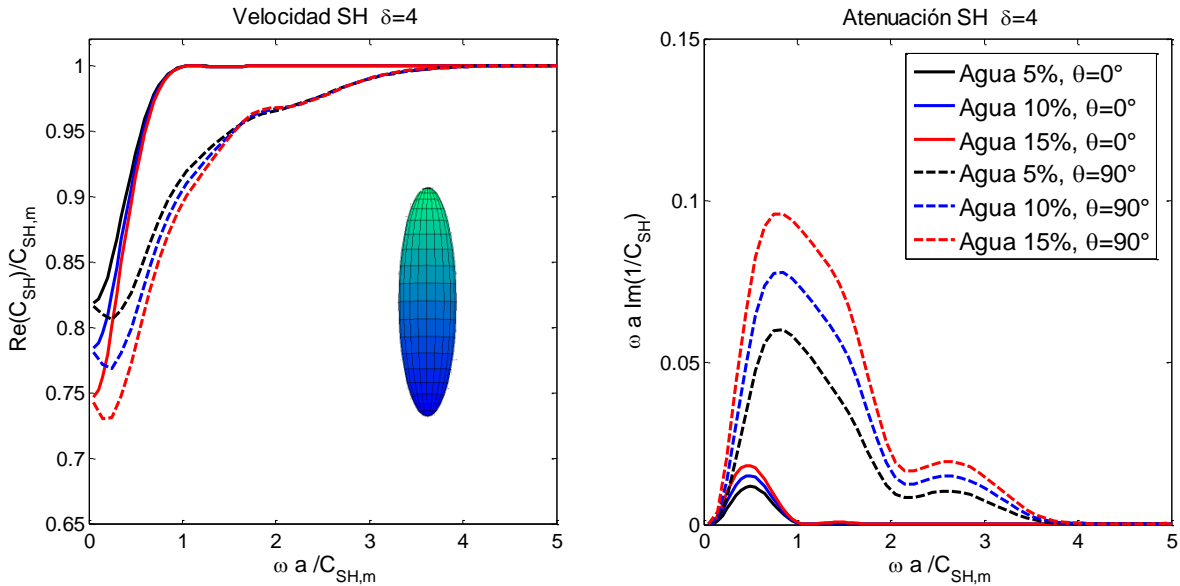 Velocidad SH δ=4
Re(C_SH)/C_SH,m
1
0.95
0.9
0.85
0.8
0.75
0.7
0.65
0 1 2 3 4 5
ω a /C_SH,m
Atenuación SH δ=4
ω a Im(1/C_SH)
0.15
0.1
0.05
0
0 1 2 3 4 5
ω a /C_SH,m
Agua 5%, θ=0°
Agua 10%, θ=0°
Agua 15%, θ=0°
Agua 5%, θ=90°
Agua 10%, θ=90°
Agua 15%, θ=90°